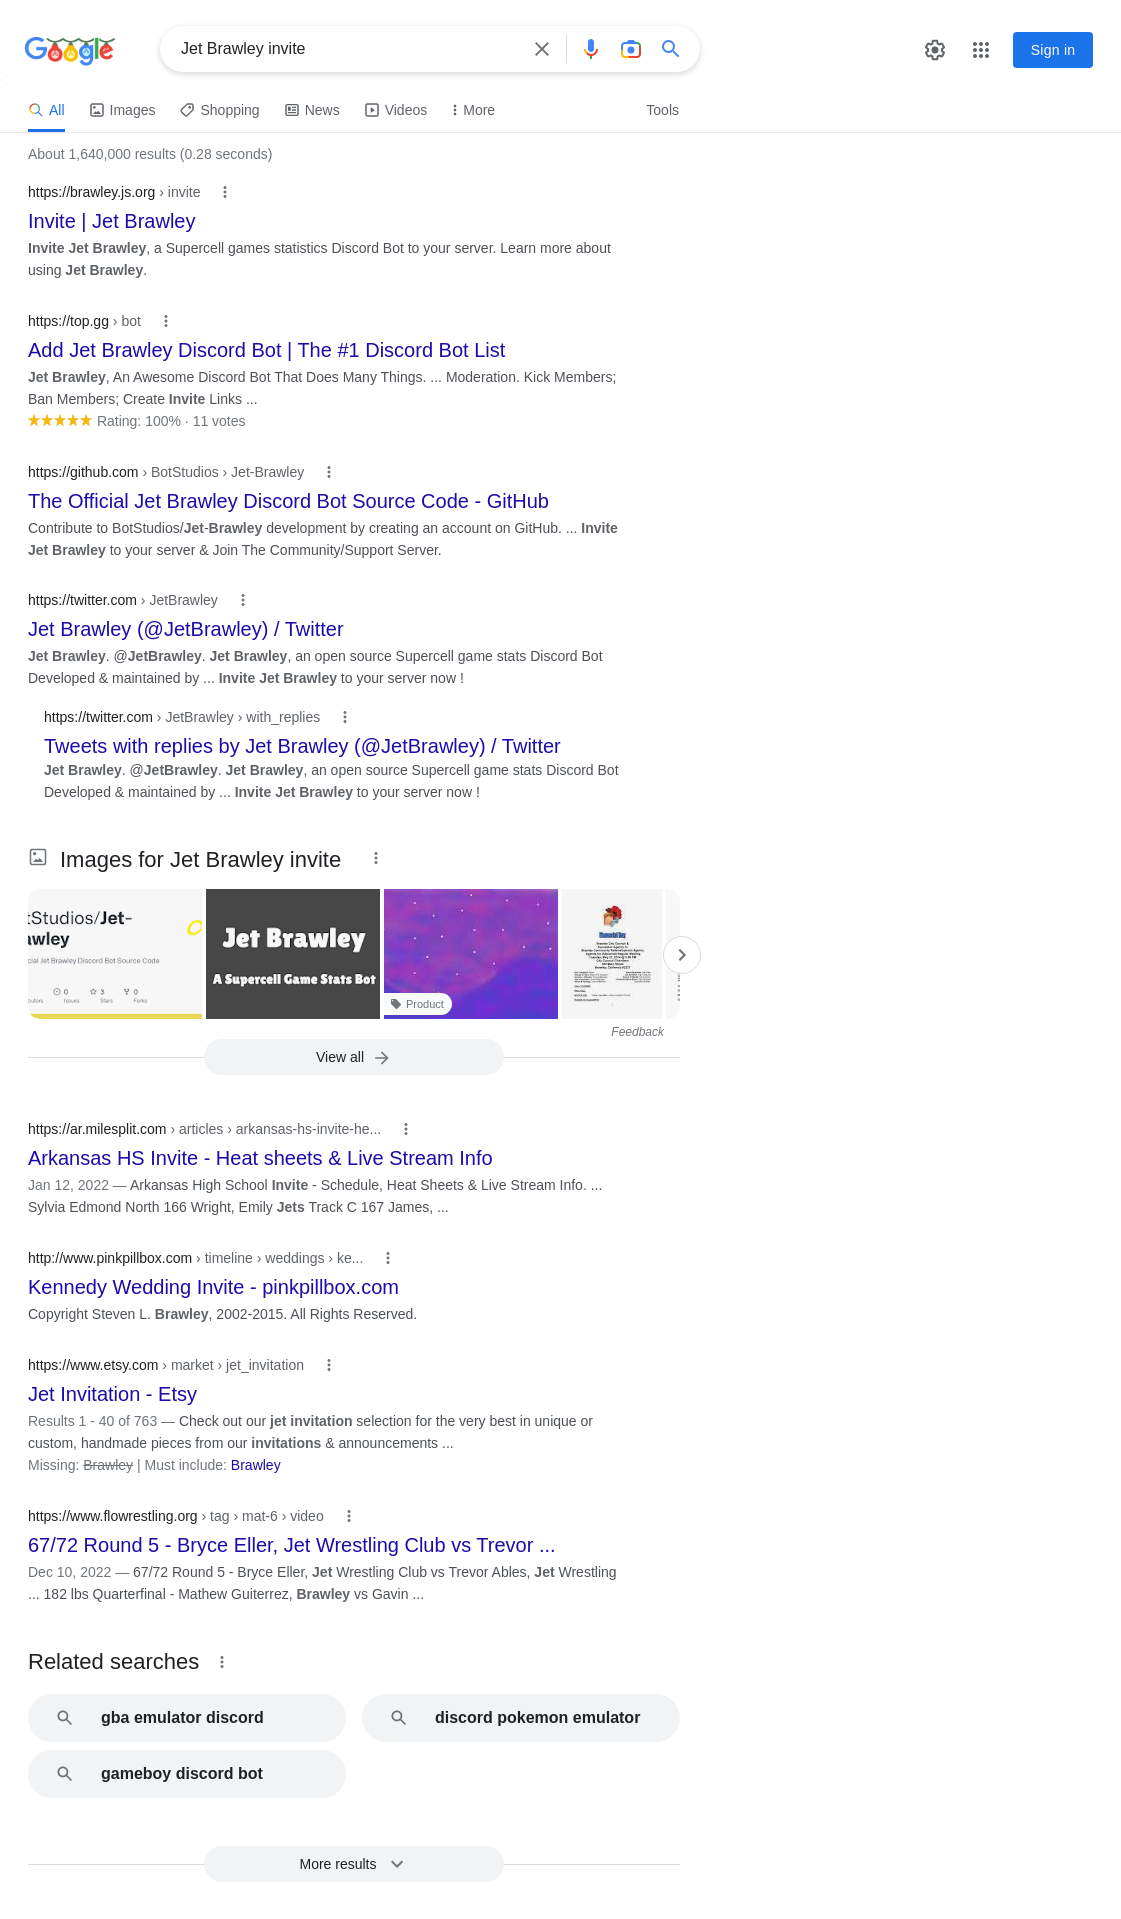 Google
Jet Brawley invite
Sign in
All
Images
Shopping
News
Videos
More
Tools
About 1,640,000 results (0.28 seconds)
https://brawley.js.org › invite
Invite | Jet Brawley
Invite Jet Brawley, a Supercell games statistics Discord Bot to your server. Learn more about
using Jet Brawley.
https://top.gg › bot
Add Jet Brawley Discord Bot | The #1 Discord Bot List
Jet Brawley, An Awesome Discord Bot That Does Many Things. ... Moderation. Kick Members;
Ban Members; Create Invite Links ...
Rating: 100% · 11 votes
https://github.com › BotStudios › Jet-Brawley
The Official Jet Brawley Discord Bot Source Code - GitHub
Contribute to BotStudios/Jet-Brawley development by creating an account on GitHub. ... Invite
Jet Brawley to your server & Join The Community/Support Server.
https://twitter.com › JetBrawley
Jet Brawley (@JetBrawley) / Twitter
Jet Brawley. @JetBrawley. Jet Brawley, an open source Supercell game stats Discord Bot
Developed & maintained by ... Invite Jet Brawley to your server now !
https://twitter.com › JetBrawley › with_replies
Tweets with replies by Jet Brawley (@JetBrawley) / Twitter
Jet Brawley. @JetBrawley. Jet Brawley, an open source Supercell game stats Discord Bot
Developed & maintained by ... Invite Jet Brawley to your server now !
Images for Jet Brawley invite
tStudios/Jet-
awley
cial Jet Brawley Discord Bot Source Code
0
3
0
butors
Issues
Stars
Forks
Jet Brawley
A Supercell Game Stats Bot
Product
Memorial Day
Feedback
View all
https://ar.milesplit.com › articles › arkansas-hs-invite-he...
Arkansas HS Invite - Heat sheets & Live Stream Info
Jan 12, 2022 — Arkansas High School Invite - Schedule, Heat Sheets & Live Stream Info. ...
Sylvia Edmond North 166 Wright, Emily Jets Track C 167 James, ...
http://www.pinkpillbox.com › timeline › weddings › ke...
Kennedy Wedding Invite - pinkpillbox.com
Copyright Steven L. Brawley, 2002-2015. All Rights Reserved.
https://www.etsy.com › market › jet_invitation
Jet Invitation - Etsy
Results 1 - 40 of 763 — Check out our jet invitation selection for the very best in unique or
custom, handmade pieces from our invitations & announcements ...
Missing: Brawley | Must include: Brawley
https://www.flowrestling.org › tag › mat-6 › video
67/72 Round 5 - Bryce Eller, Jet Wrestling Club vs Trevor ...
Dec 10, 2022 — 67/72 Round 5 - Bryce Eller, Jet Wrestling Club vs Trevor Ables, Jet Wrestling
... 182 lbs Quarterfinal - Mathew Guiterrez, Brawley vs Gavin ...
Related searches
gba emulator discord
discord pokemon emulator
gameboy discord bot
More results